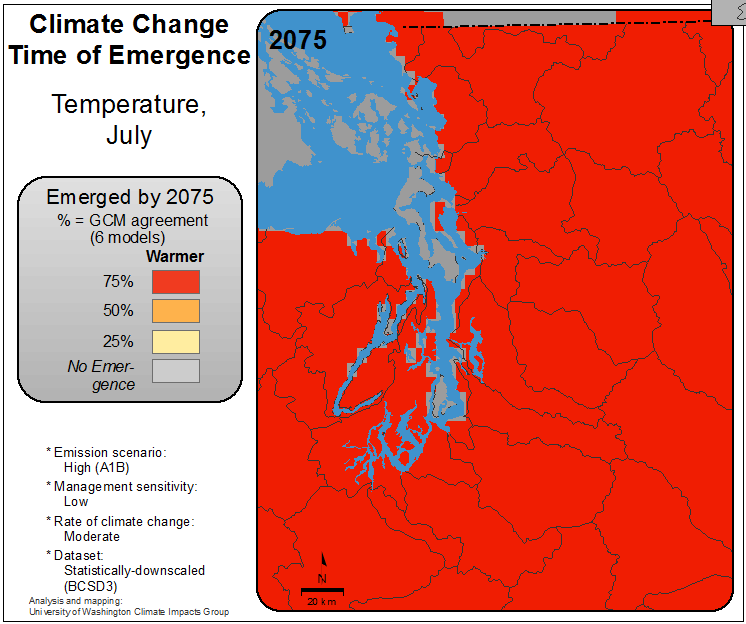 Climate Change
Time of Emergence
Temperature,
July
Emerged by 2075
% = GCM agreement
(6 models)
Warmer
75%
50%
25%
No Emer-
gence
* Emission scenario:
High (A1B)
* Management sensitivity:
Low
* Rate of climate change:
Moderate
* Dataset:
Statistically-downscaled
(BCSD3)
Analysis and mapping:
University of Washington Climate Impacts Group
2075
N
20 km